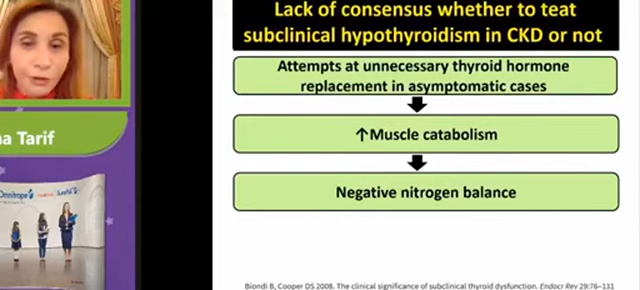 Lack of consensus whether to teat
subclinical hypothyroidism in CKD or not
Attempts at unnecessary thyroid hormone
replacement in asymptomatic cases
↑Muscle catabolism
Negative nitrogen balance
Biondi B, Cooper DS 2008. The clinical significance of subclinical thyroid dysfunction. Endocr Rev 29:76–131
na Tarif
Omnitrope